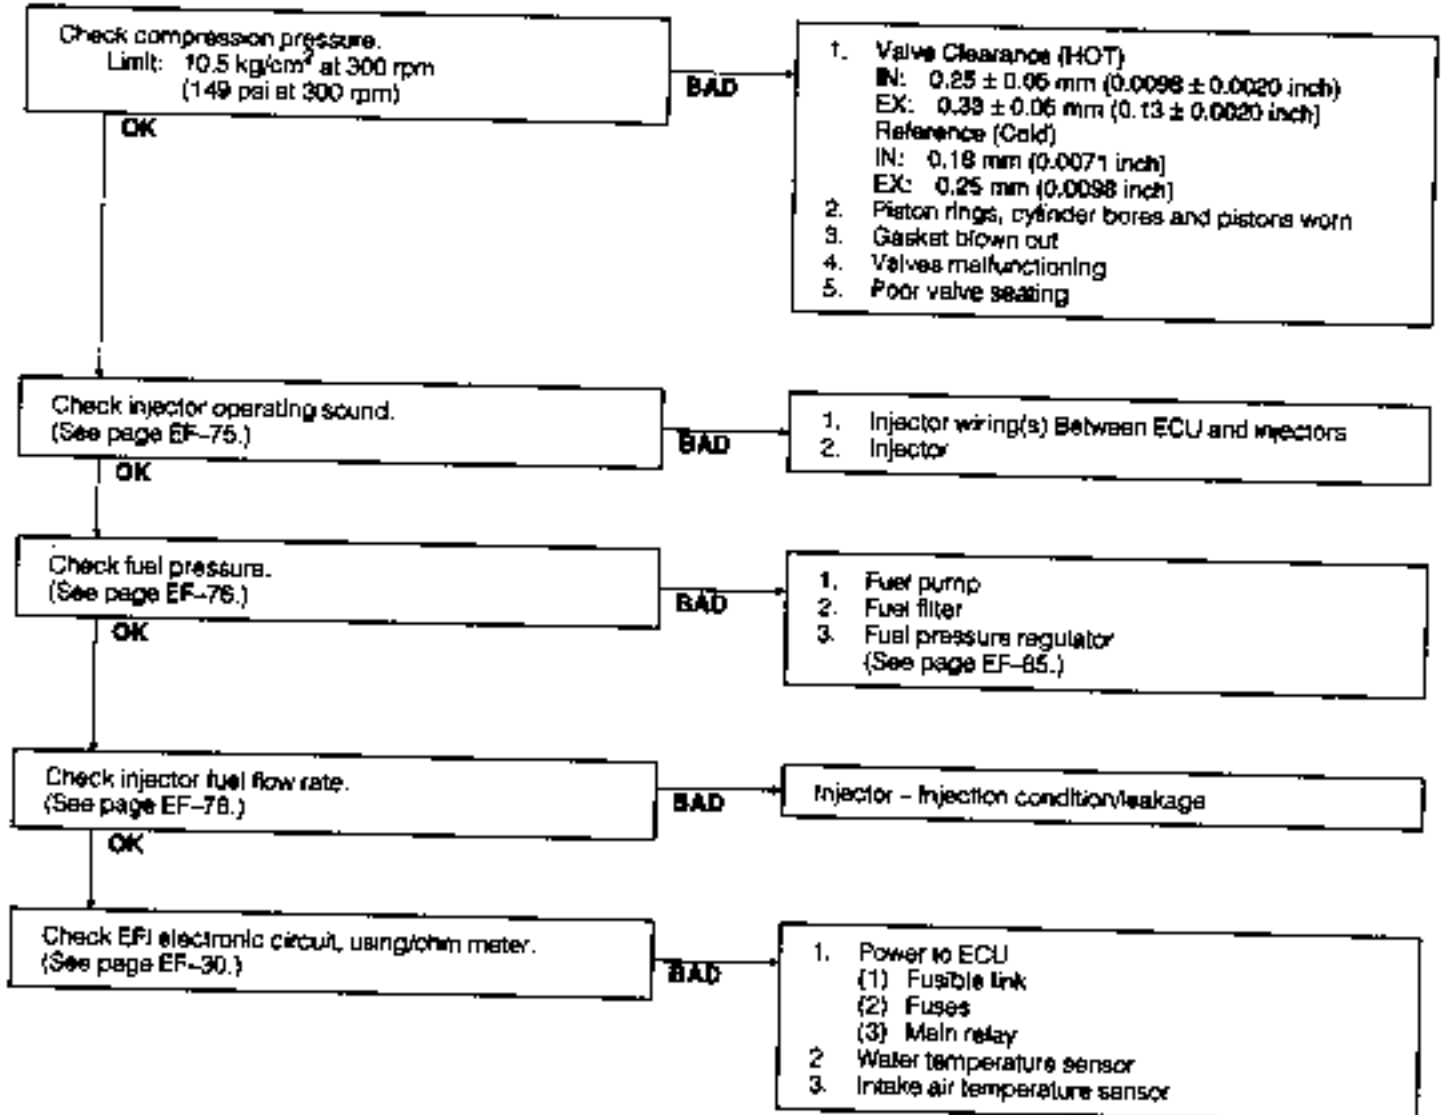 Check compression pressure.
Limit: 10.5 kg/cm² at 300 rpm
(149 psi at 300 rpm)
BAD
OK
1. Valve Clearance (HOT)
IN: 0.25 ± 0.05 mm (0.0098 ± 0.0020 inch)
EX: 0.33 ± 0.05 mm (0.13 ± 0.0020 inch)
Reference (Cold)
IN: 0.18 mm (0.0071 inch)
EX: 0.25 mm (0.0098 inch)
2. Piston rings, cylinder bores and pistons worn
3. Gasket blown out
4. Valves malfunctioning
5. Poor valve seating
Check injector operating sound.
(See page EF–75.)
BAD
OK
1. Injector wiring(s) Between ECU and injectors
2. Injector
Check fuel pressure.
(See page EF–76.)
BAD
OK
1. Fuel pump
2. Fuel filter
3. Fuel pressure regulator
(See page EF–85.)
Check injector fuel flow rate.
(See page EF–78.)
BAD
OK
Injector – Injection condition/leakage
Check EFI electronic circuit, using/ohm meter.
(See page EF–30.)
BAD
1. Power to ECU
(1) Fusible link
(2) Fuses
(3) Main relay
2 Water temperature sensor
3. Intake air temperature sensor